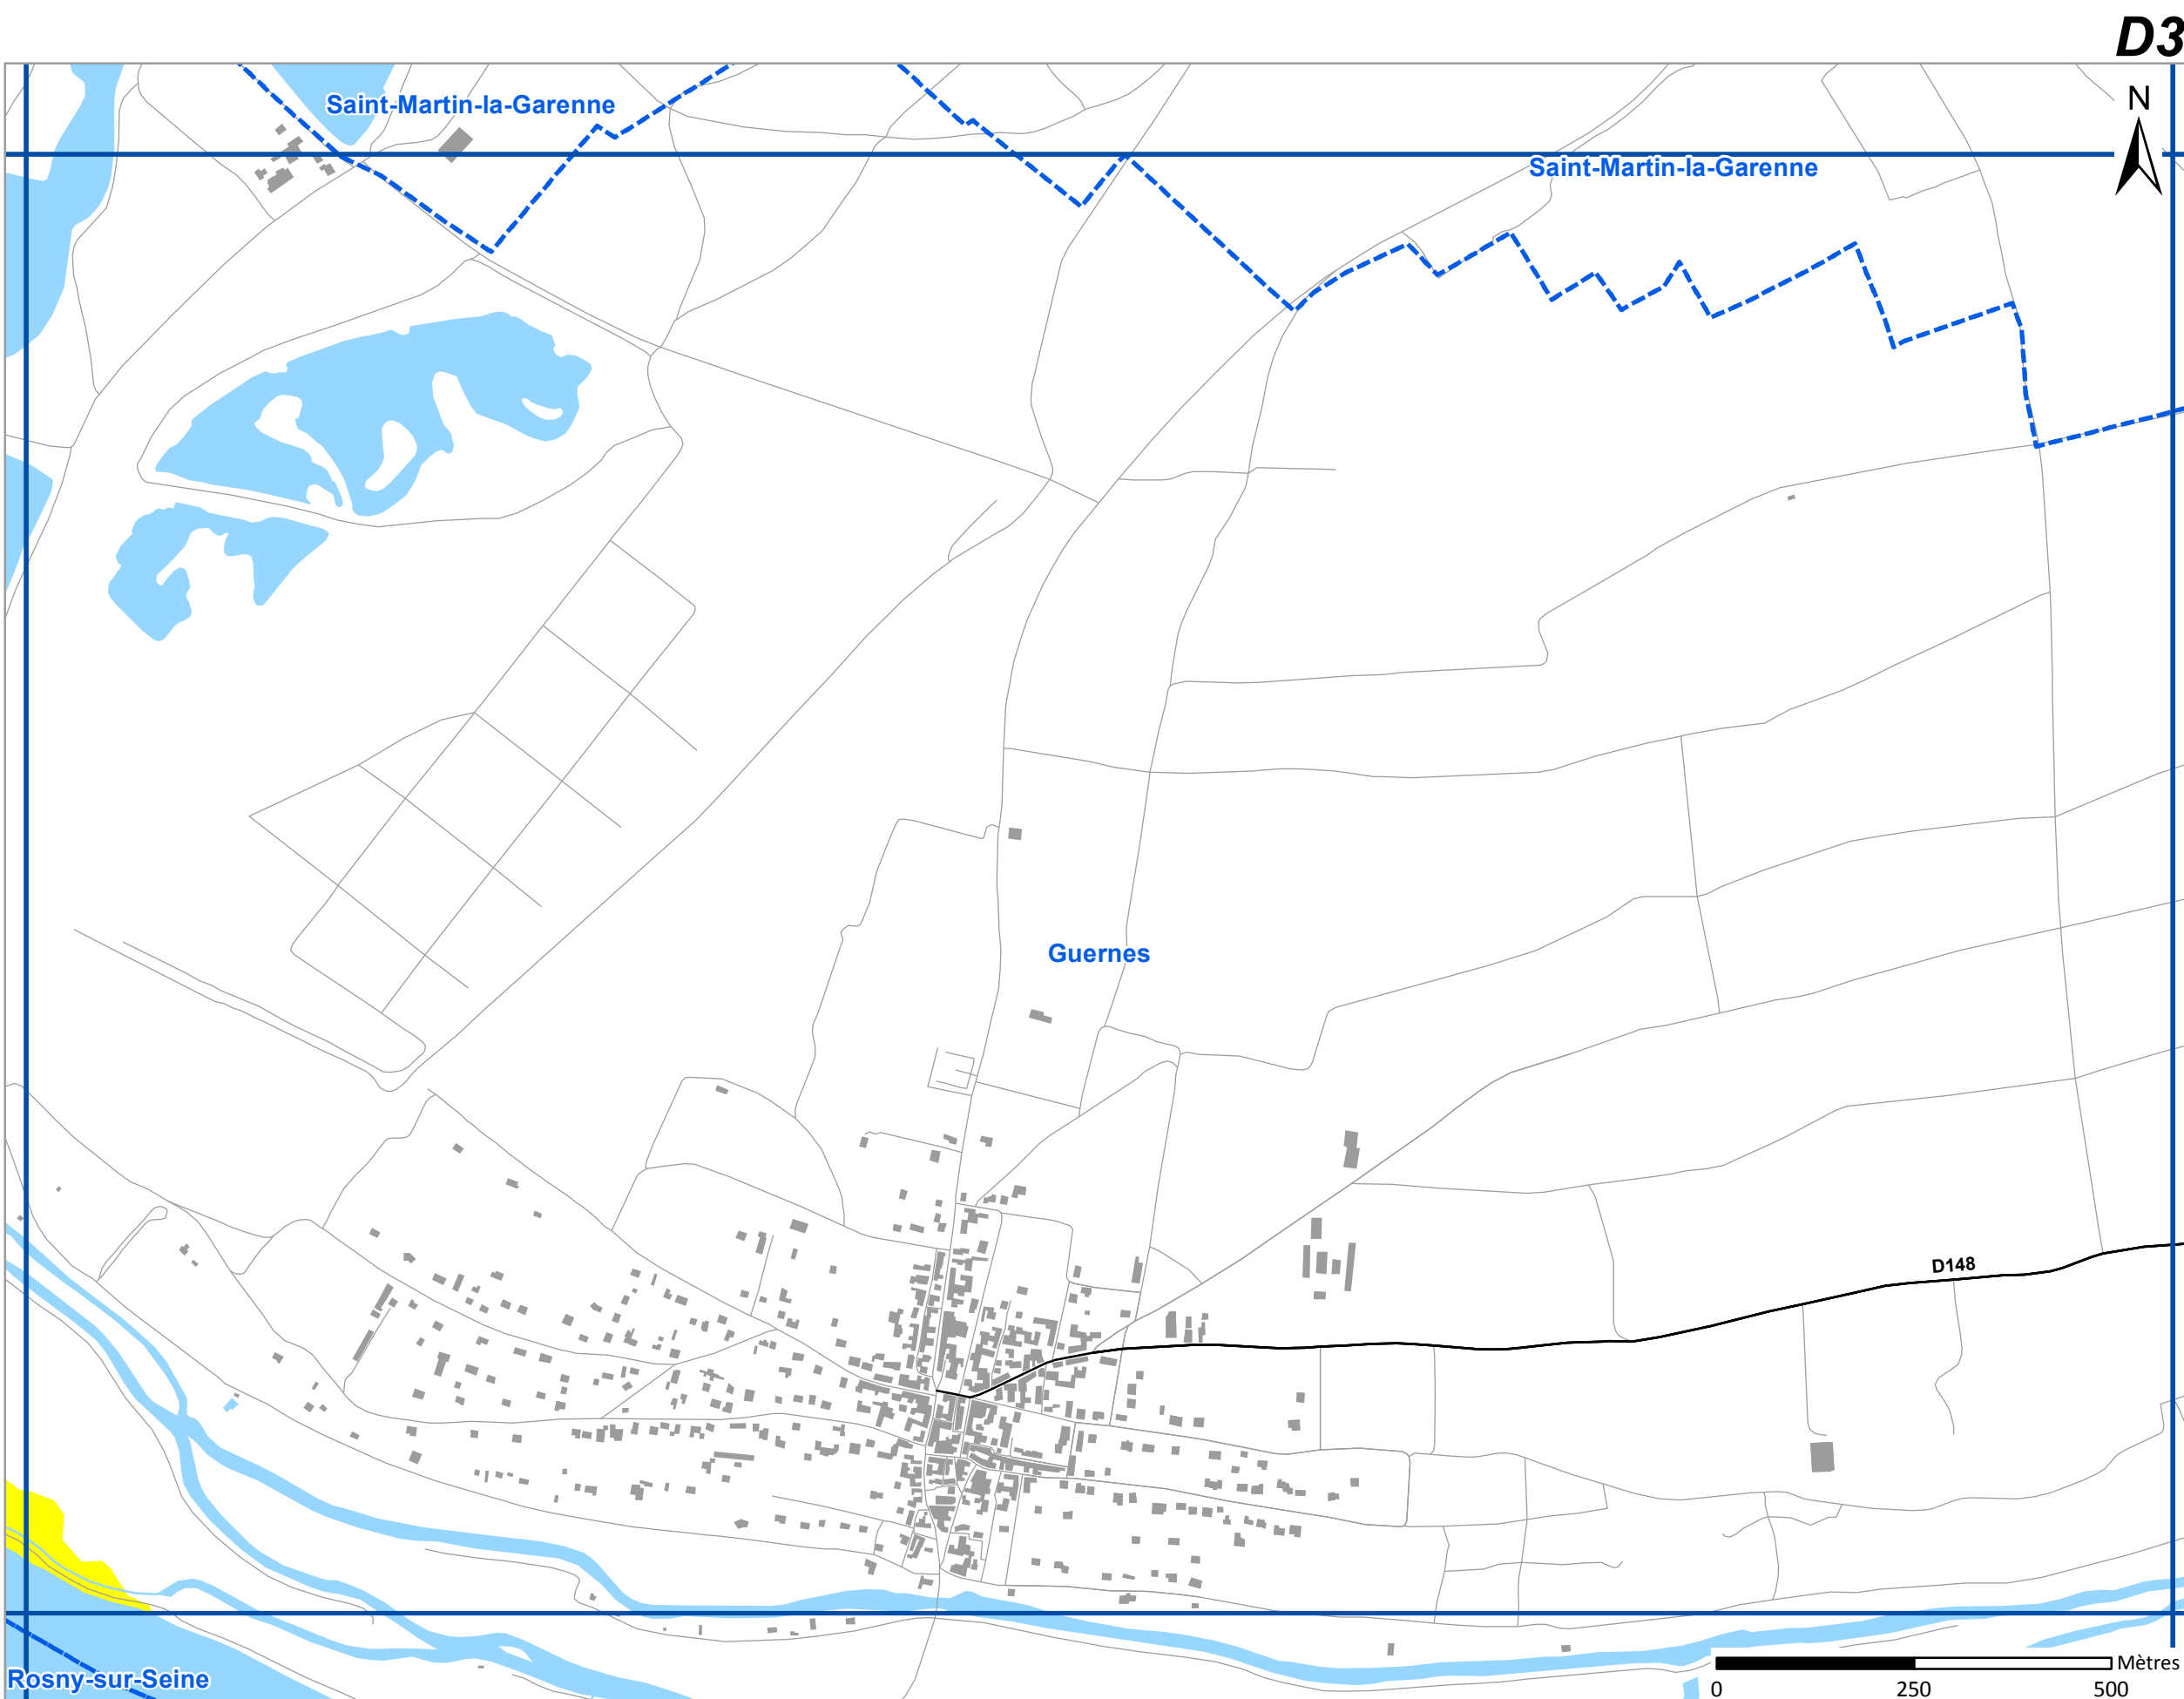 D3
N
Saint-Martin-la-Garenne
Saint-Martin-la-Garenne
Guernes
D148
Rosny-sur-Seine
Mètres
0 250 500